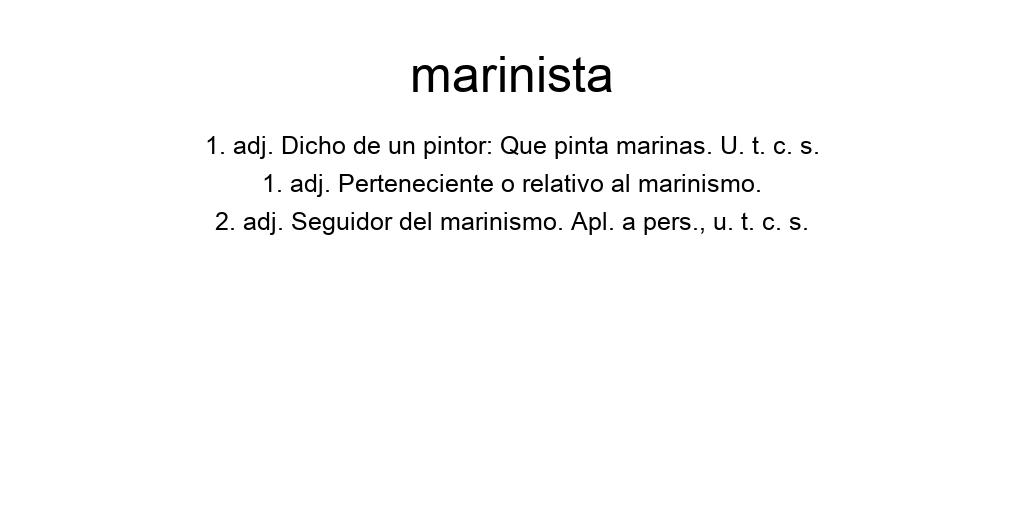 marinista
1. adj. Dicho de un pintor: Que pinta marinas. U. t. c. s.
1. adj. Perteneciente o relativo al marinismo.
2. adj. Seguidor del marinismo. Apl. a pers., u. t. c. s.